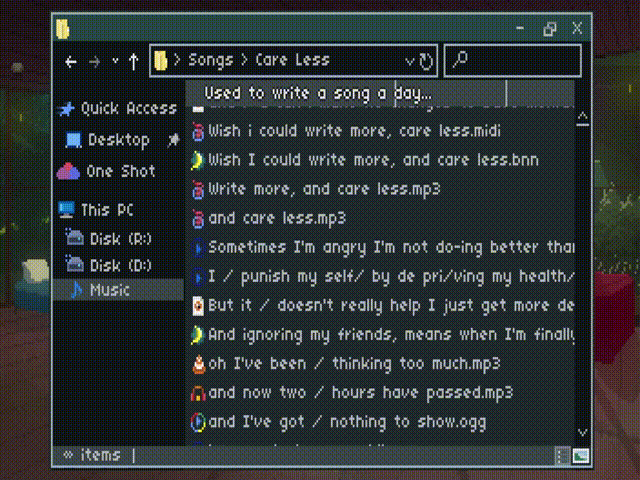 Songs > Care Less
Used to write a song a day...
Quick Access
Desktop
One Shot
This PC
Disk (R:)
Disk (D:)
Music
Wish i could write more, care less.midi
Wish I could write more, and care less.bnn
Write more, and care less.mp3
and care less.mp3
Sometimes I'm angry I'm not do-ing better than
I / punish my self/ by de pri/ving my health/
But it / doesn't really help I just get more de
And ignoring my friends, means when I'm finally
oh I've been / thinking too much.mp3
and now two / hours have passed.mp3
and I've got / nothing to show.ogg
∞ items |